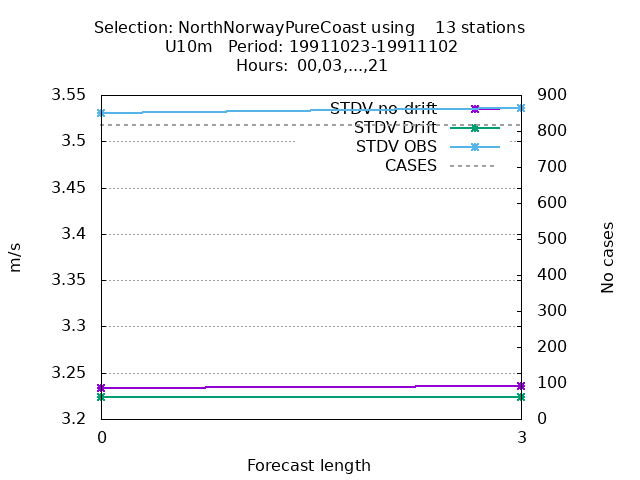 Selection: NorthNorwayPureCoast using    13 stations
U10m   Period: 19911023-19911102
Hours:  00,03,...,21
3.55
3.5
3.45
3.4
3.35
3.3
3.25
3.2
900
800
700
600
500
400
300
200
100
0
STDV no drift
STDV Drift
STDV OBS
CASES
m/s
No cases
0
3
Forecast length